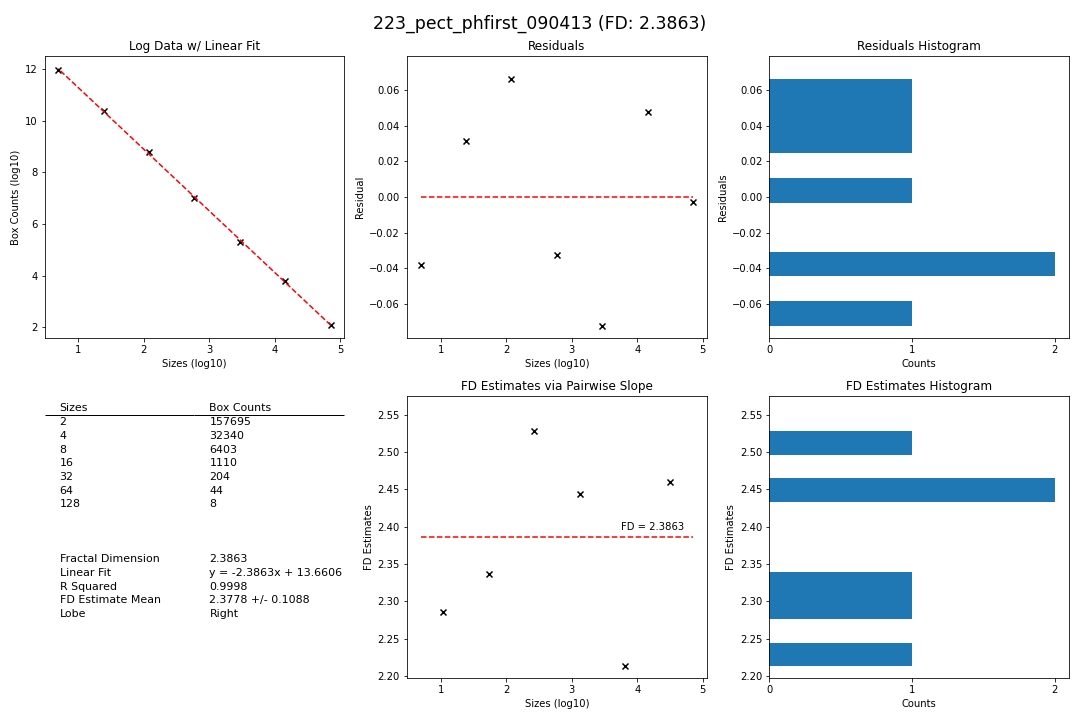 223_pect_phfirst_090413 (FD: 2.3863)
Log Data w/ Linear Fit
Box Counts (log10)
12
10
8
6
4
2
1
2
3
4
5
Sizes (log10)
Residuals
Residual
0.06
0.04
0.02
0.00
−0.02
−0.04
−0.06
1
2
3
4
5
Sizes (log10)
Residuals Histogram
Residuals
0.06
0.04
0.02
0.00
−0.02
−0.04
−0.06
0
1
2
Counts
Sizes Box Counts
2 157695
4 32340
8 6403
16 1110
32 204
64 44
128 8
Fractal Dimension 2.3863
Linear Fit y = -2.3863x + 13.6606
R Squared 0.9998
FD Estimate Mean 2.3778 +/- 0.1088
Lobe Right
FD Estimates via Pairwise Slope
FD Estimates
2.55
2.50
2.45
2.40
2.35
2.30
2.25
2.20
FD = 2.3863
1
2
3
4
5
Sizes (log10)
FD Estimates Histogram
FD Estimates
2.55
2.50
2.45
2.40
2.35
2.30
2.25
2.20
0
1
2
Counts